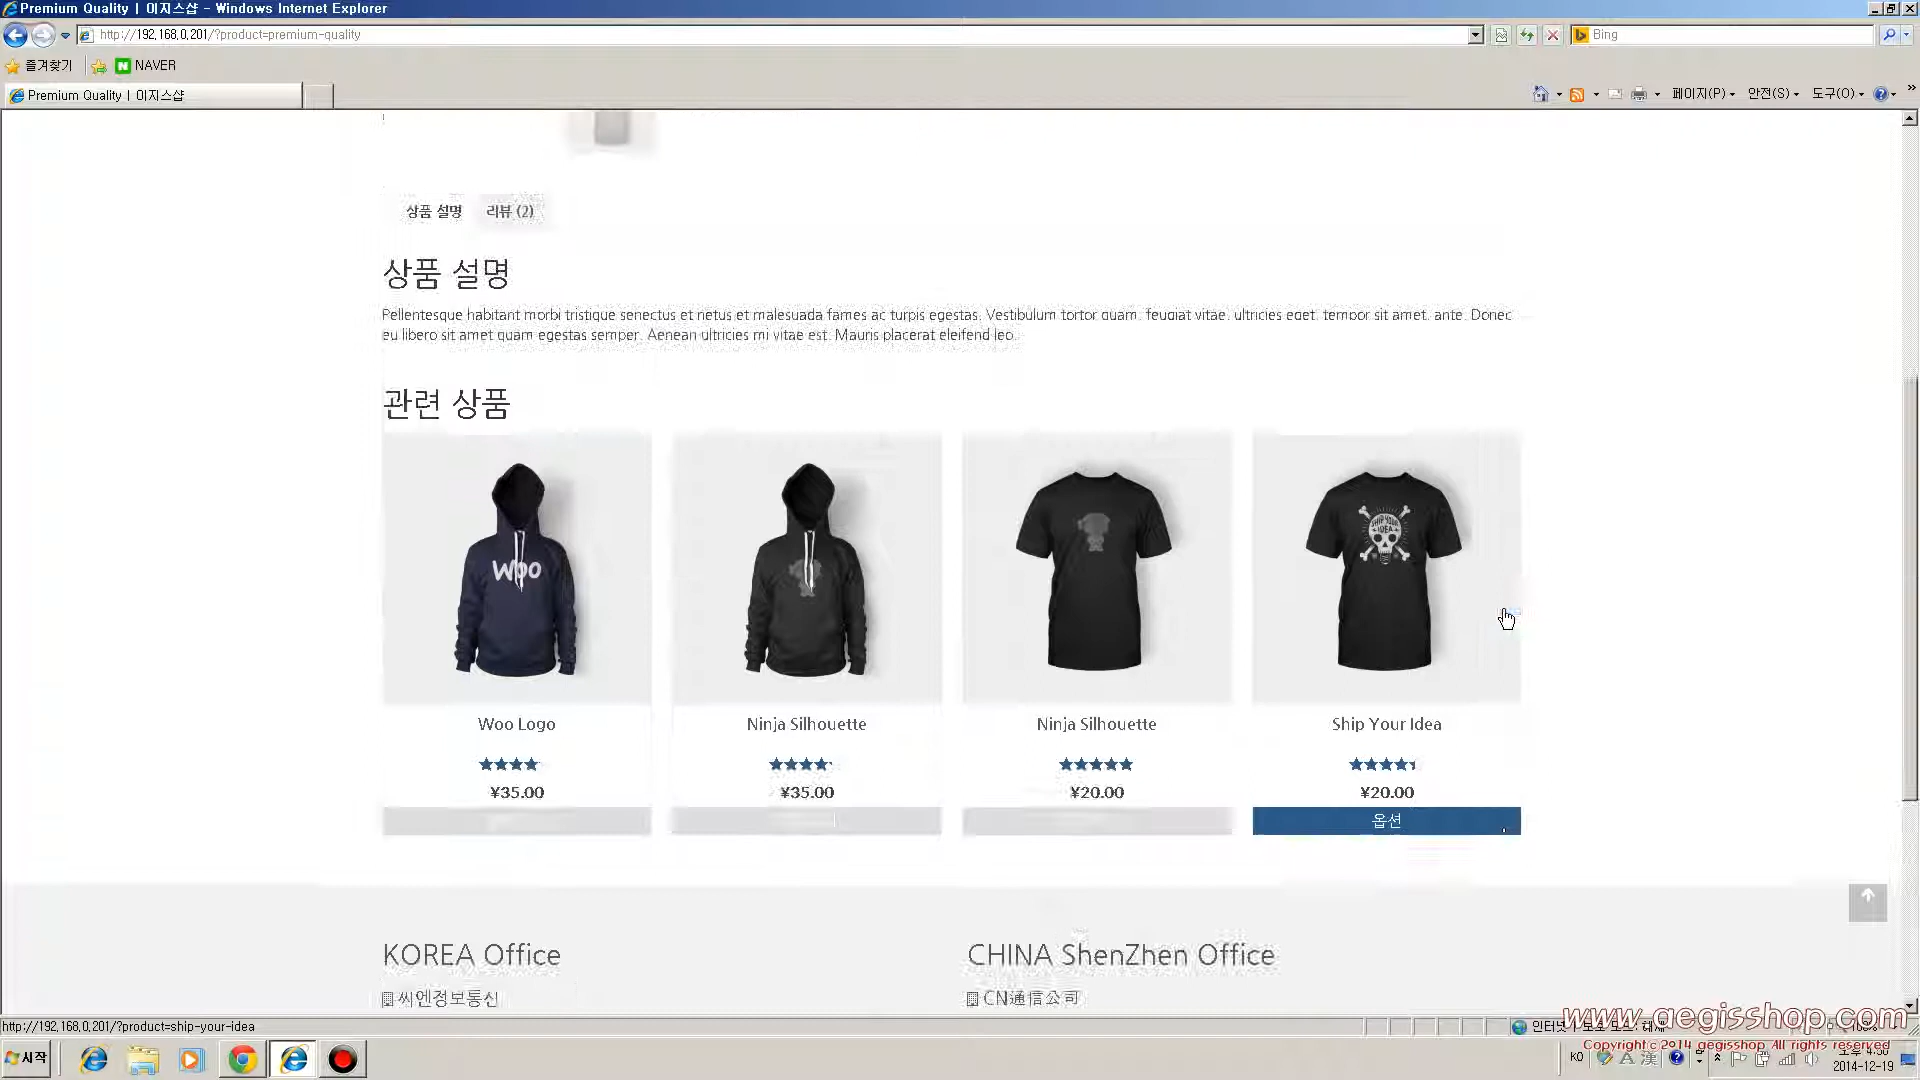 Premium Quality | 이지스샵 - Windows Internet Explorer
http://192.168.0.201/?product=premium-quality
Bing
즐겨찾기
NAVER
Premium Quality | 이지스샵
페이지(P)
안전(S)
도구(O)
상품 설명
리뷰 (2)
상품 설명
Pellentesque habitant morbi tristique senectus et netus et malesuada fames ac turpis egestas. Vestibulum tortor quam, feugiat vitae, ultricies eget, tempor sit amet, ante. Donec
eu libero sit amet quam egestas semper. Aenean ultricies mi vitae est. Mauris placerat eleifend leo.
관련 상품
Woo
SHIP YOUR
IDEA
Woo Logo
Ninja Silhouette
Ninja Silhouette
Ship Your Idea
¥35.00
¥35.00
¥20.00
¥20.00
옵션
KOREA Office
CHINA ShenZhen Office
씨엔정보통신
CN通信公司
http://192.168.0.201/?product=ship-your-idea
www.aegisshop.com
Copyright c 2014 aegisshop All rights reserved
시작
KO
A 漢
2014-12-19